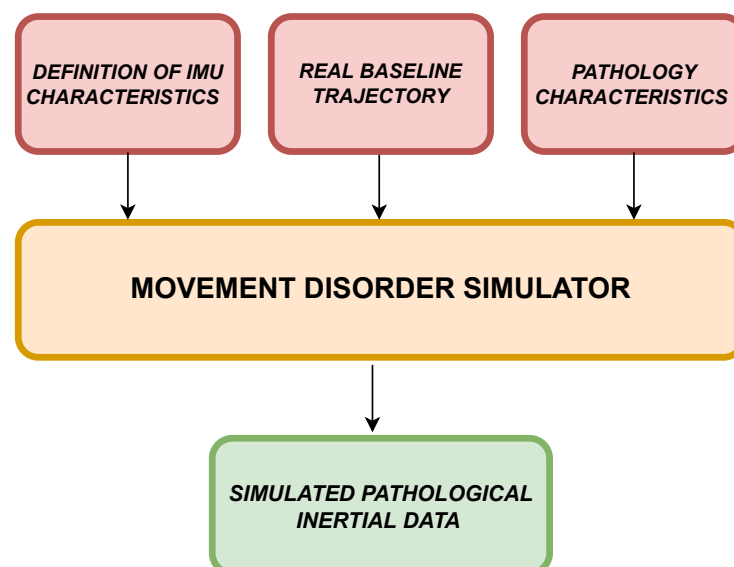 DEFINITION OF IMU
CHARACTERISTICS
REAL BASELINE
TRAJECTORY
PATHOLOGY
CHARACTERISTICS
MOVEMENT DISORDER SIMULATOR
SIMULATED PATHOLOGICAL
INERTIAL DATA